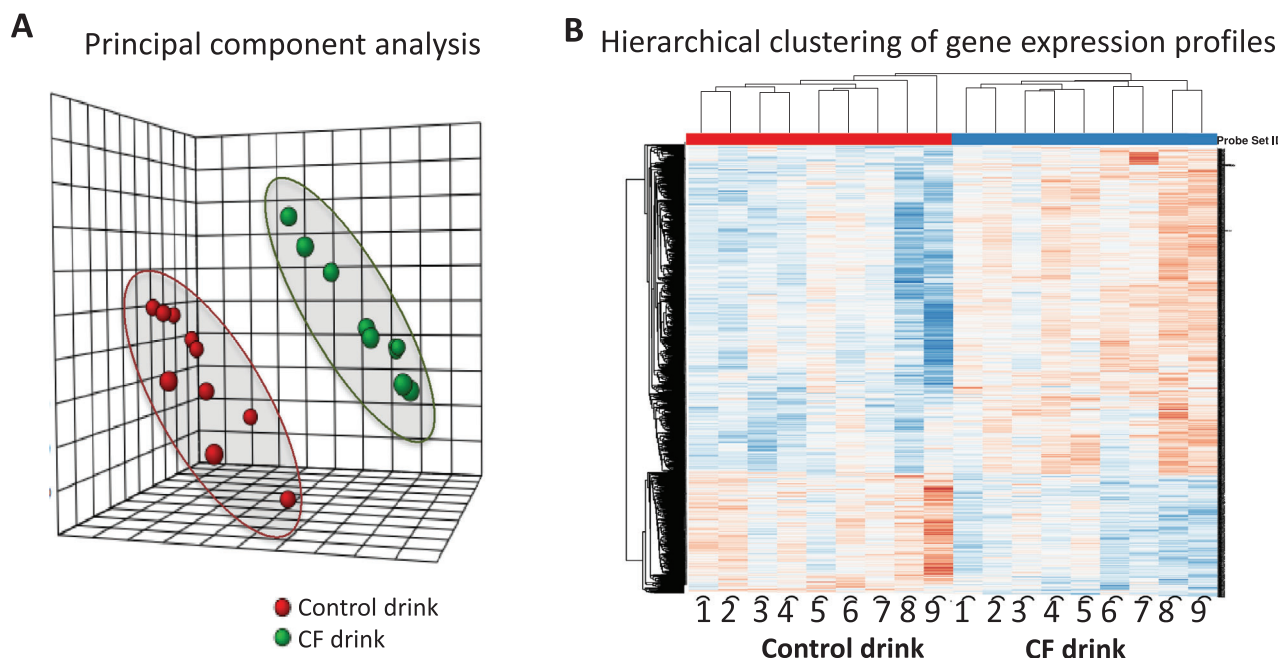 A
Principal component analysis
Control drink
CF drink
B
Hierarchical clustering of gene expression profiles
Probe Set
1 2 3 4 5 6 7 8 9 1 2 3 4 5 6 7 8 9
Control drink CF drink